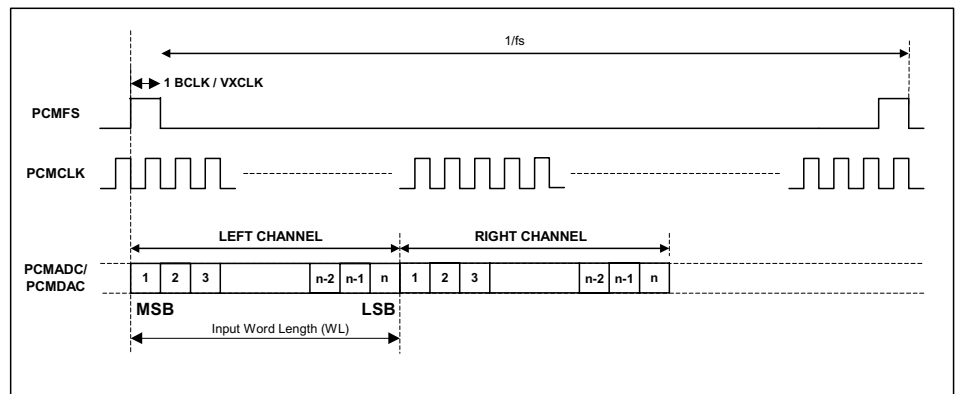 1/fs
1 BCLK / VXCLK
PCMFS
PCMCLK
LEFT CHANNEL
RIGHT CHANNEL
PCMADC/
PCMDAC
1 2 3 n-2 n-1 n 1 2 3 n-2 n-1 n
MSB LSB
Input Word Length (WL)